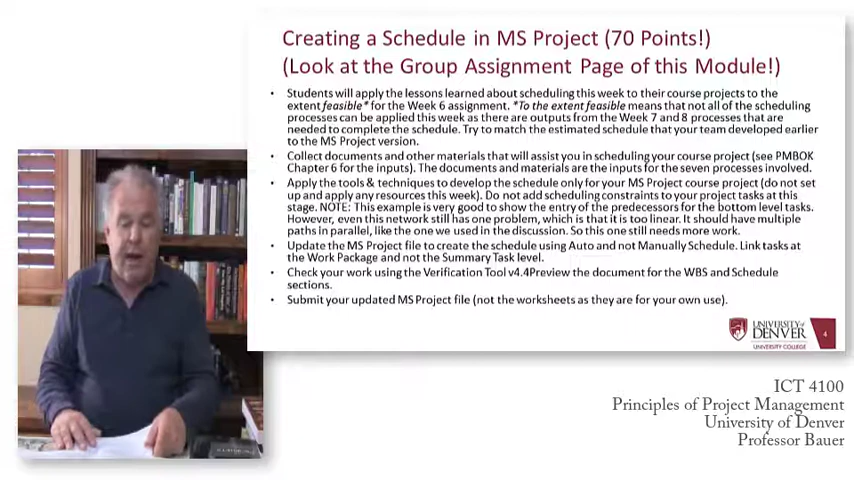 Creating a Schedule in MS Project (70 Points!)
(Look at the Group Assignment Page of this Module!)
• Students will apply the lessons learned about scheduling this week to their course projects to the
extent feasible* for the Week 6 assignment. *To the extent feasible means that not all of the scheduling
processes can be applied this week as there are outputs from the Week 7 and 8 processes that are
needed to complete the schedule. Try to match the estimated schedule that your team developed earlier
to the MS Project version.
• Collect documents and other materials that will assist you in scheduling your course project (see PMBOK
Chapter 6 for the inputs). The documents and materials are the inputs for the seven processes involved.
• Apply the tools & techniques to develop the schedule only for your MS Project course project (do not set
up and apply any resources this week). Do not add scheduling constraints to your project tasks at this
stage. NOTE: This example is very good to show the entry of the predecessors for the bottom level tasks.
However, even this network still has one problem, which is that it is too linear. It should have multiple
paths in parallel, like the one we used in the discussion. So this one still needs more work.
• Update the MS Project file to create the schedule using Auto and not Manually Schedule. Link tasks at
the Work Package and not the Summary Task level.
• Check your work using the Verification Tool v4.4Preview the document for the WBS and Schedule
sections.
• Submit your updated MS Project file (not the worksheets as they are for your own use).
UNIVERSITY of
DENVER
UNIVERSITY COLLEGE
4
ICT 4100
Principles of Project Management
University of Denver
Professor Bauer